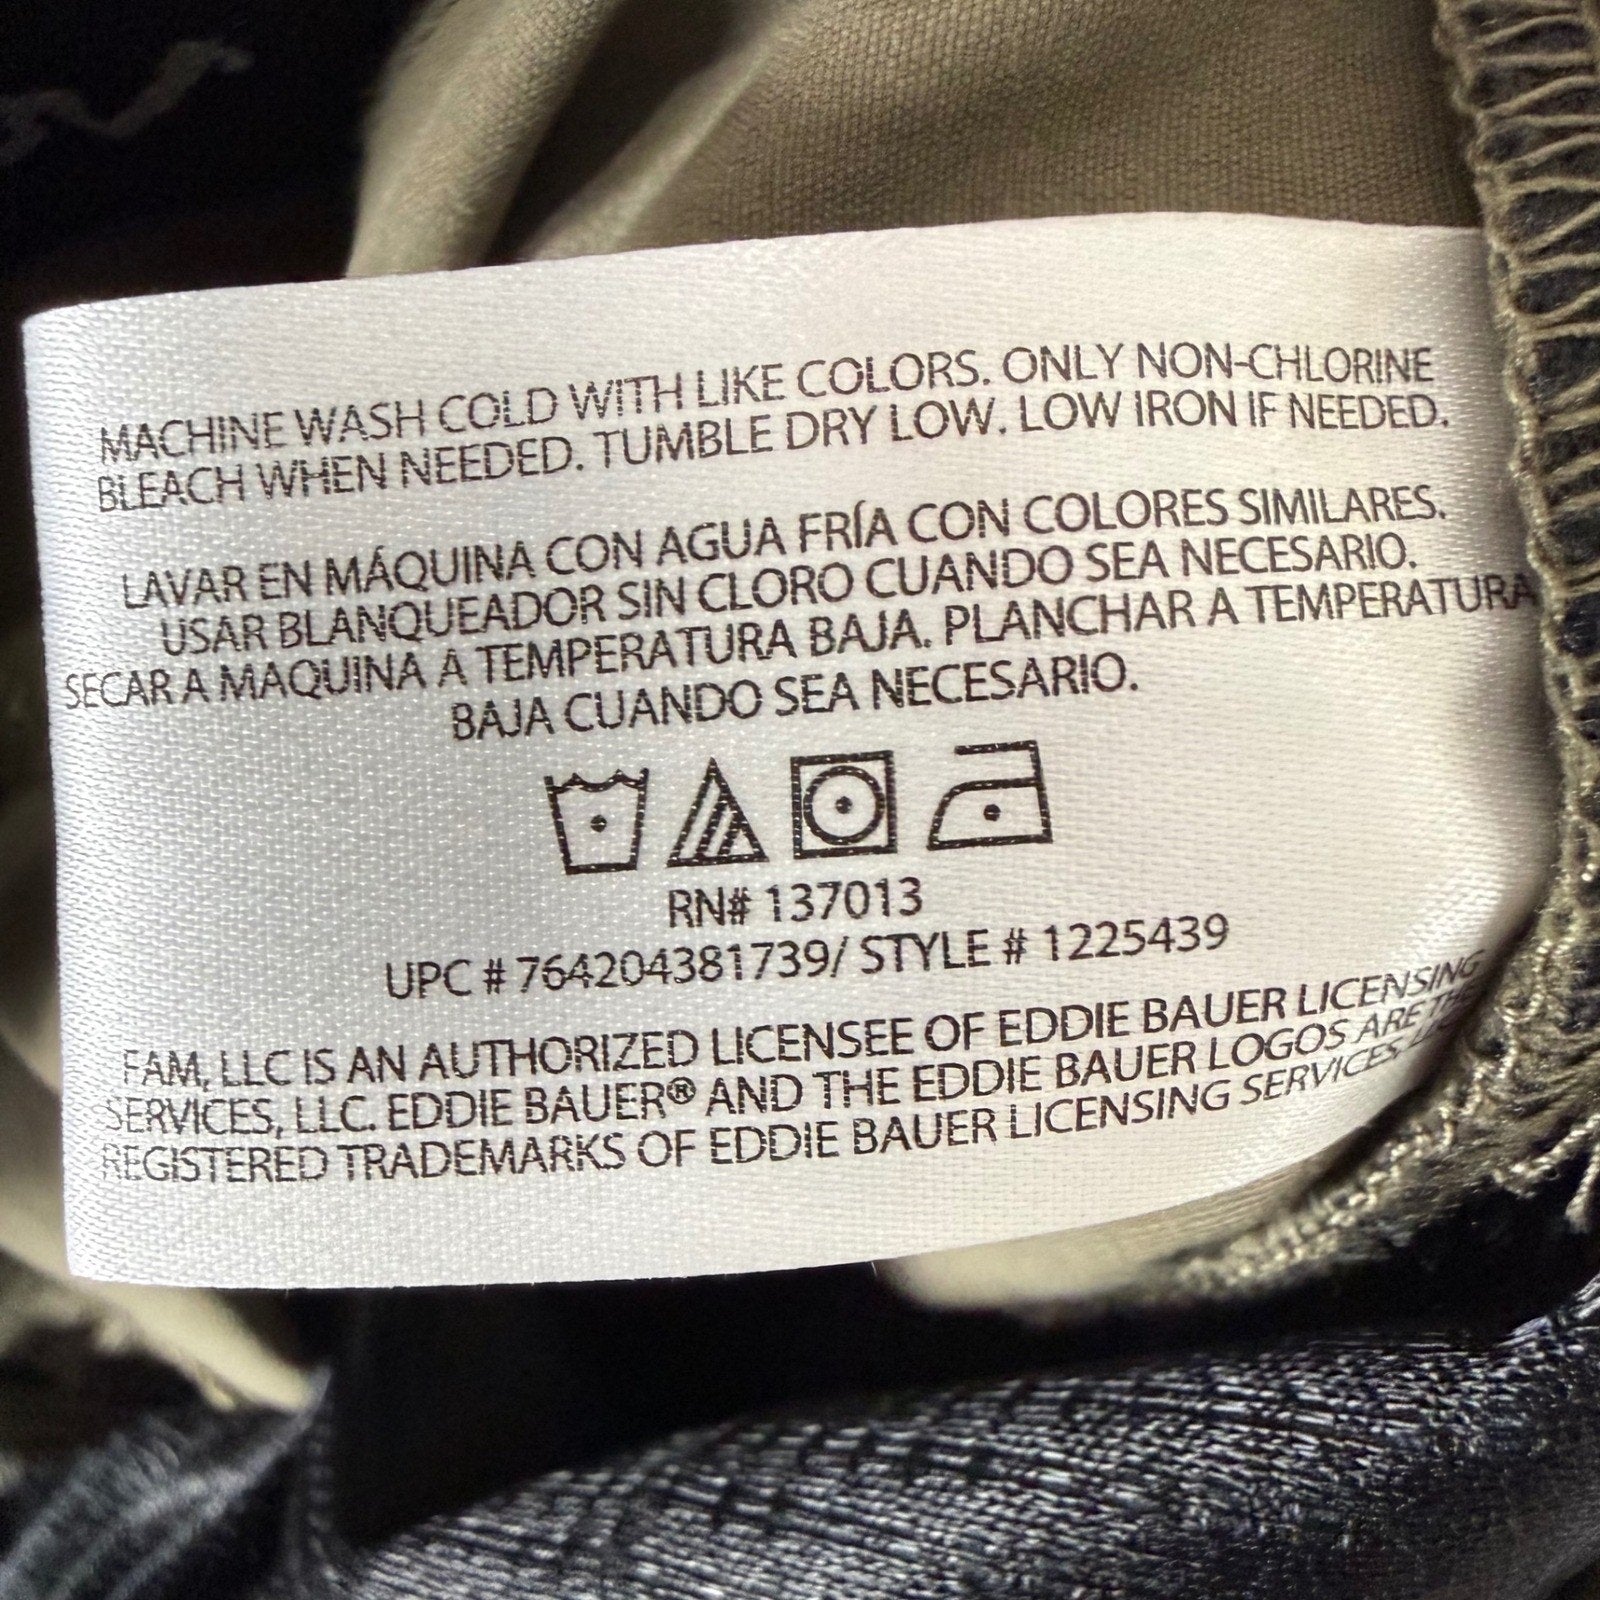 MACHINE WASH COLD WITH LIKE COLORS. ONLY NON-CHLORINE
BLEACH WHEN NEEDED. TUMBLE DRY LOW. LOW IRON IF NEEDED.
LAVAR EN MÁQUINA CON AGUA FRÍA CON COLORES SIMILARES.
USAR BLANQUEADOR SIN CLORO CUANDO SEA NECESARIO.
SECAR A MAQUINA A TEMPERATURA BAJA. PLANCHAR A TEMPERATURA
BAJA CUANDO SEA NECESARIO.
RN# 137013
UPC # 764204381739/ STYLE # 1225439
FAM, LLC IS AN AUTHORIZED LICENSEE OF EDDIE BAUER LICENSING
SERVICES, LLC. EDDIE BAUER® AND THE EDDIE BAUER LOGOS ARE THE
REGISTERED TRADEMARKS OF EDDIE BAUER LICENSING SERVICES,